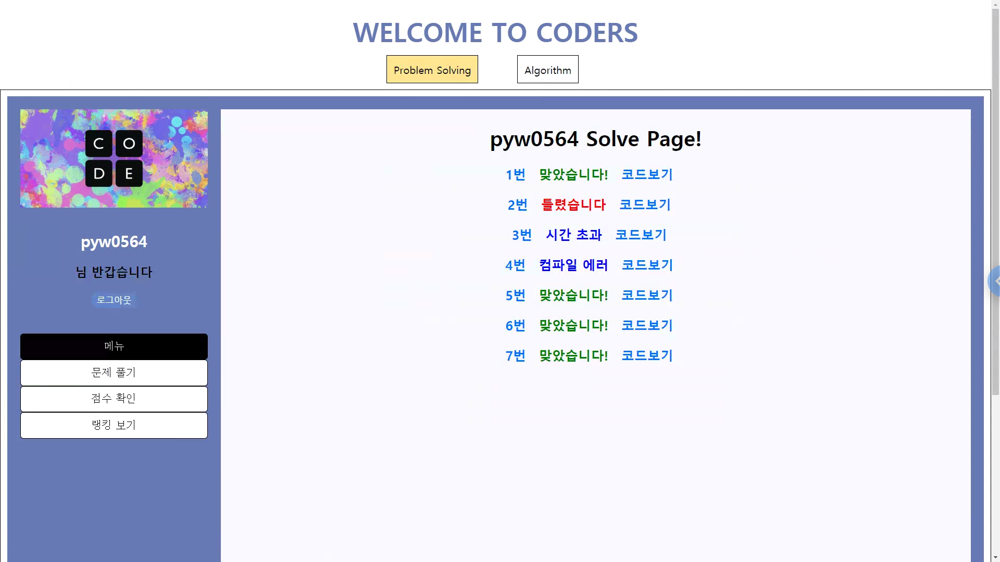 WELCOME TO CODERS
Problem Solving Algorithm
C O
D E
pyw0564
님 반갑습니다
로그아웃
메뉴
문제 풀기
점수 확인
랭킹 보기
pyw0564 Solve Page!
1번 맞았습니다! 코드보기
2번 틀렸습니다 코드보기
3번 시간 초과 코드보기
4번 컴파일 에러 코드보기
5번 맞았습니다! 코드보기
6번 맞았습니다! 코드보기
7번 맞았습니다! 코드보기